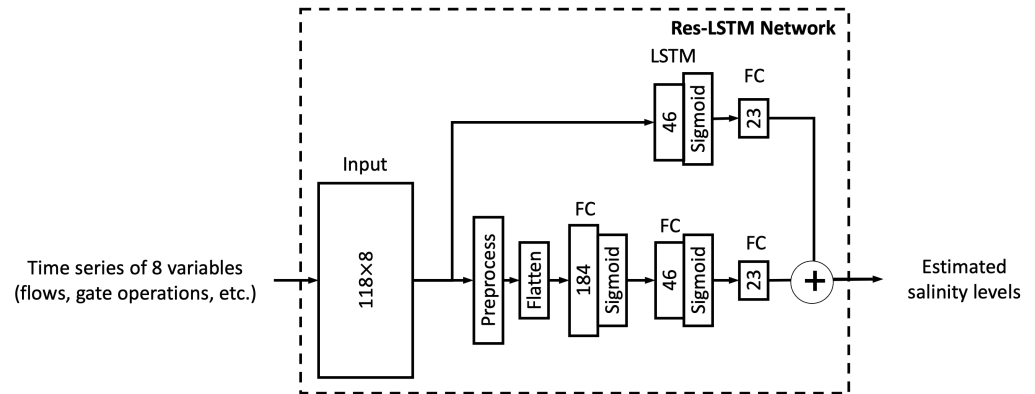 Res-LSTM Network
LSTM
FC
46
Sigmoid
23
Input
118×8
Time series of 8 variables
(flows, gate operations, etc.)
Preprocess
Flatten
FC
184
Sigmoid
FC
46
Sigmoid
FC
23
+
Estimated
salinity levels